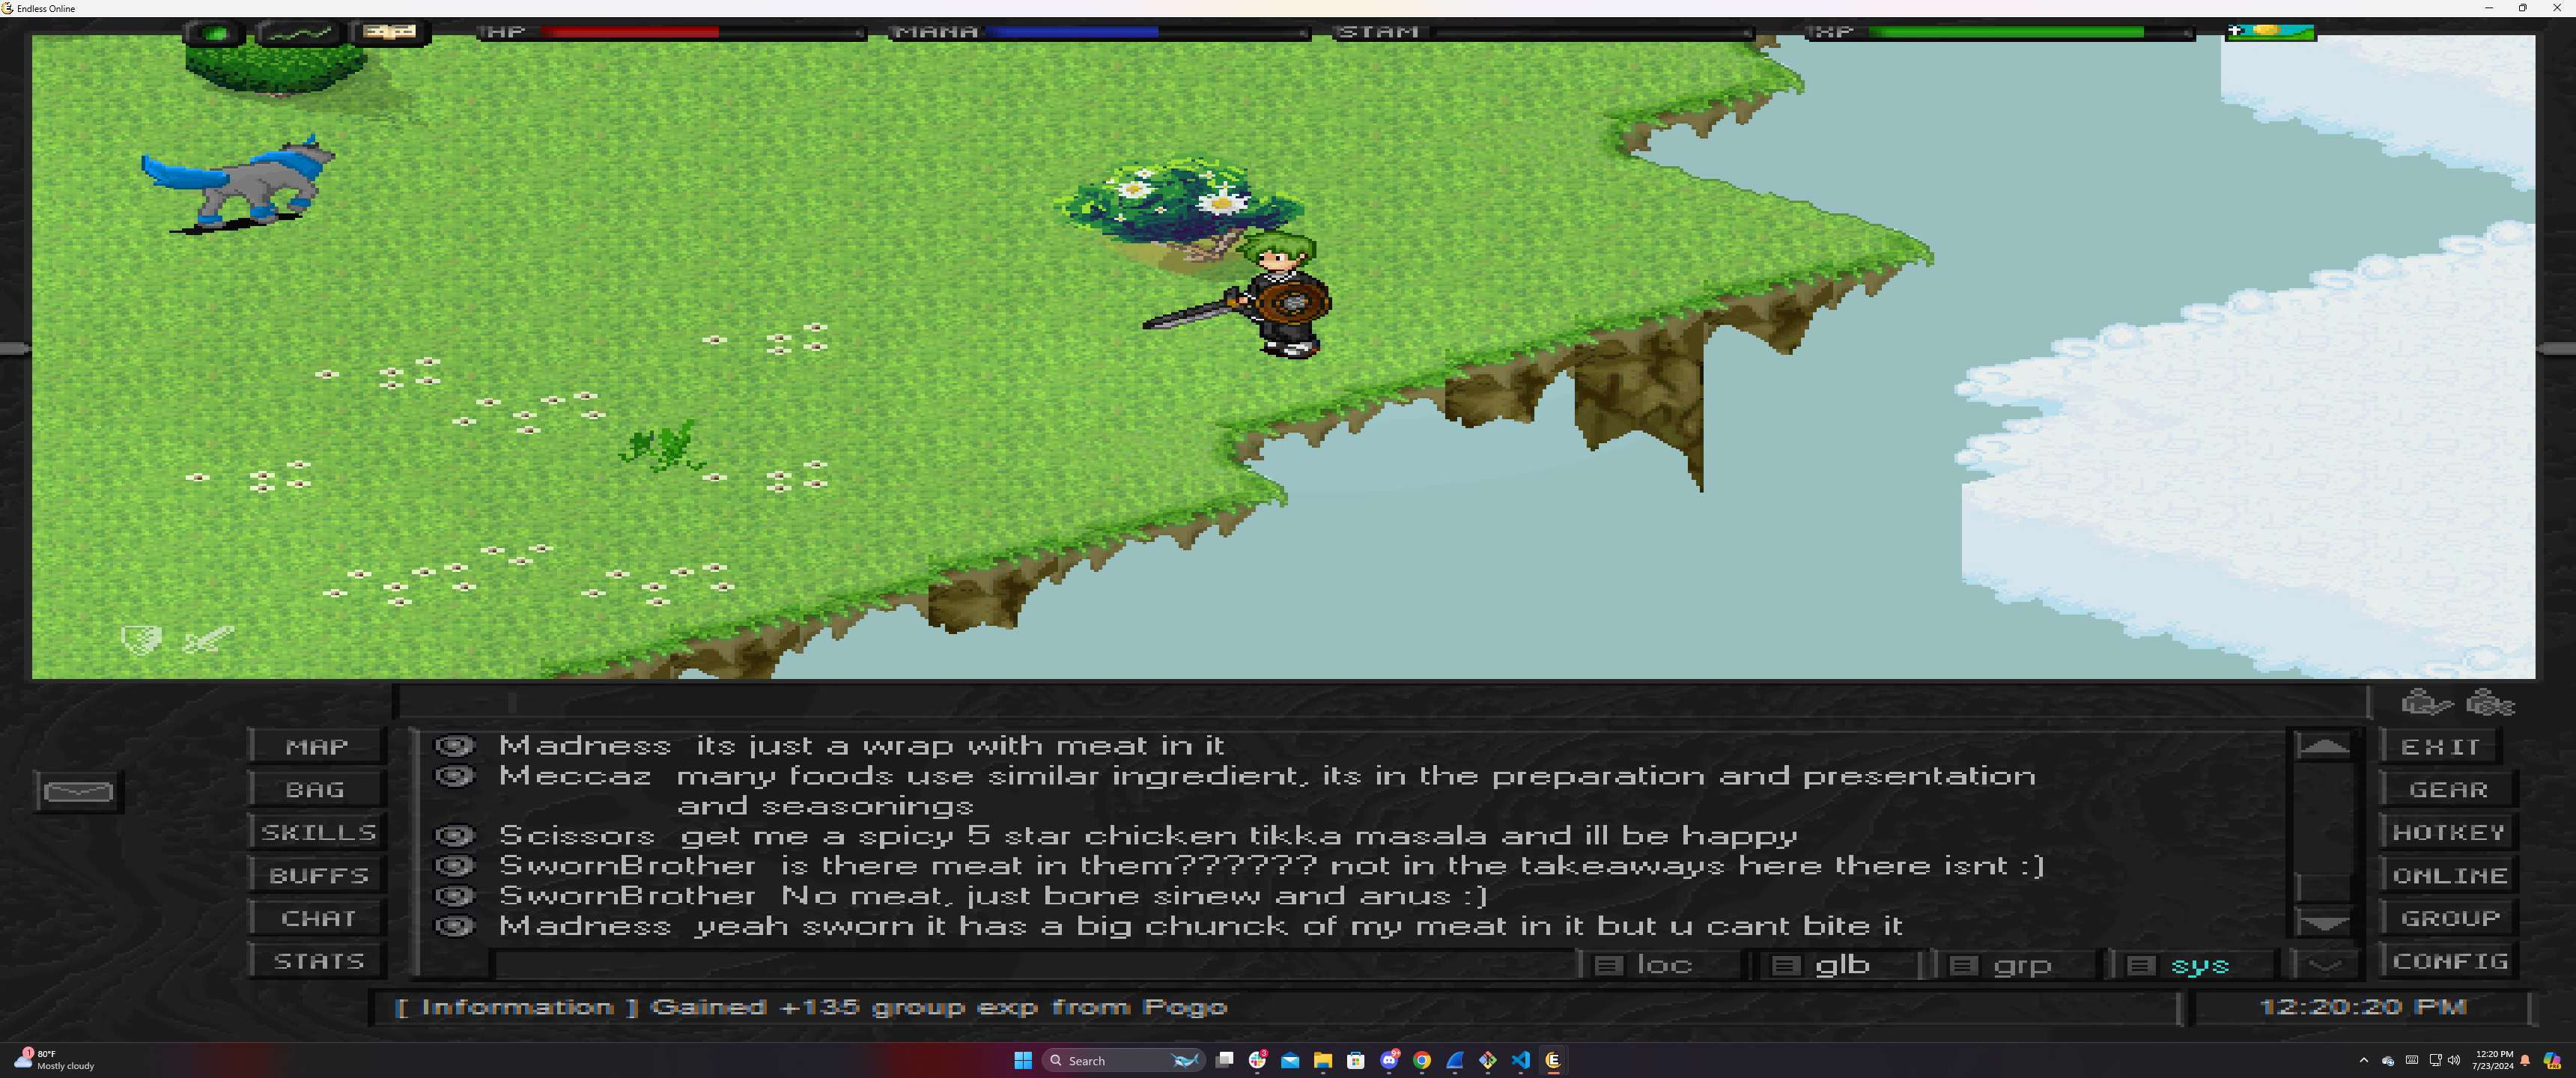 Endless Online
HP
MANA
STAM
XP
MAP
BAG
SKILLS
BUFFS
CHAT
STATS
Madness its just a wrap with meat in it
Meccaz many foods use similar ingredient, its in the preparation and presentation
and seasonings
Scissors get me a spicy 5 star chicken tikka masala and ill be happy
SwornBrother is there meat in them?????? not in the takeaways here there isnt :)
SwornBrother No meat, just bone sinew and anus :)
Madness yeah sworn it has a big chunck of my meat in it but u cant bite it
loc glb grp sys
EXIT
GEAR
HOTKEY
ONLINE
GROUP
CONFIG
[ Information ] Gained +135 group exp from Pogo
12:20:20 PM
1
80°F
Mostly cloudy
Search
3
9+
E
12:20 PM
7/23/2024
PRE